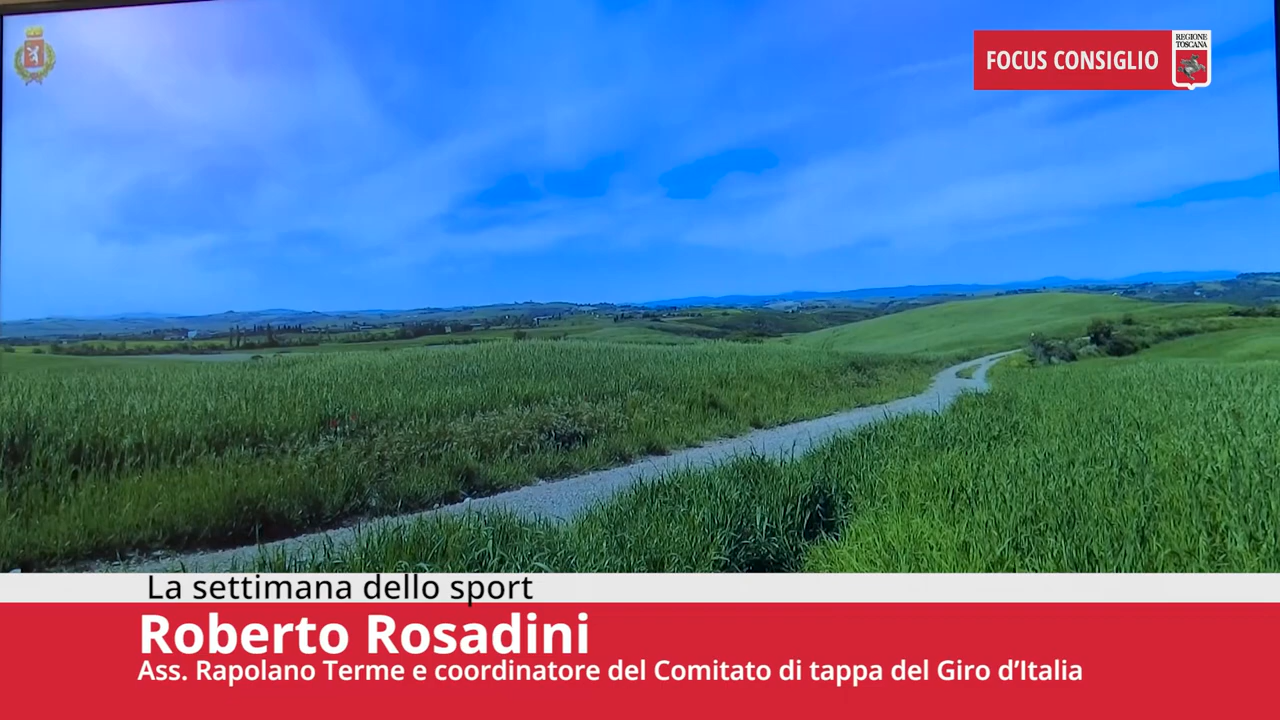 FOCUS CONSIGLIO
REGIONE
TOSCANA
La settimana dello sport
Roberto Rosadini
Ass. Rapolano Terme e coordinatore del Comitato di tappa del Giro d'Italia